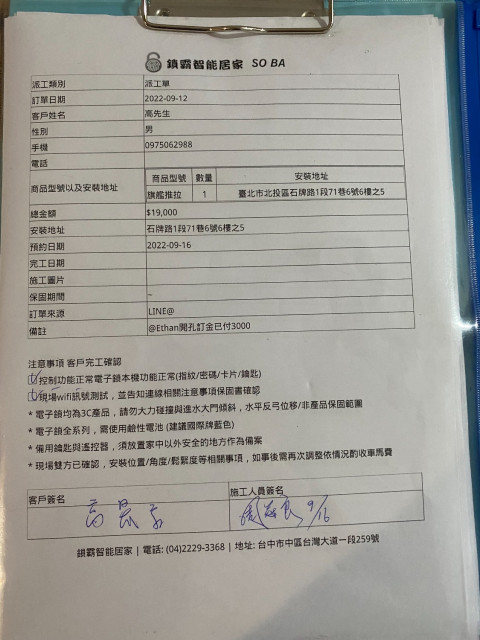 鎖霸智能居家 SO BA
派工類別 派工單
訂單日期 2022-09-12
客戶姓名 高先生
性別 男
手機 0975062988
電話
商品型號以及安裝地址 商品型號 數量 安裝地址
旗艦推拉 1 臺北市北投區石牌路1段71巷6號6樓之5
總金額 $19,000
安裝地址 石牌路1段71巷6號6樓之5
預約日期 2022-09-16
完工日期
施工圖片
保固期間 –
訂單來源 LINE@
備註 @Ethan開孔訂金已付3000
注意事項 客戶完工確認
控制功能正常電子鎖本機功能正常(指紋/密碼/卡片/鑰匙)
現場wifi訊號測試，並告知連線相關注意事項保固書確認
* 電子鎖均為3C產品，請勿大力碰撞與進水大門傾斜，水平反弓位移/非產品保固範圍
* 電子鎖全系列，需使用鹼性電池 (建議國際牌藍色)
* 備用鑰匙與遙控器，須放置家中以外安全的地方作為備案
* 現場雙方已確認，安裝位置/角度/鬆緊度等相關事項，如事後需再次調整依情況酌收車馬費
客戶簽名 施工人員簽名
9/16
鎖霸智能居家 | 電話: (04)2229-3368 | 地址: 台中市中區台灣大道一段259號